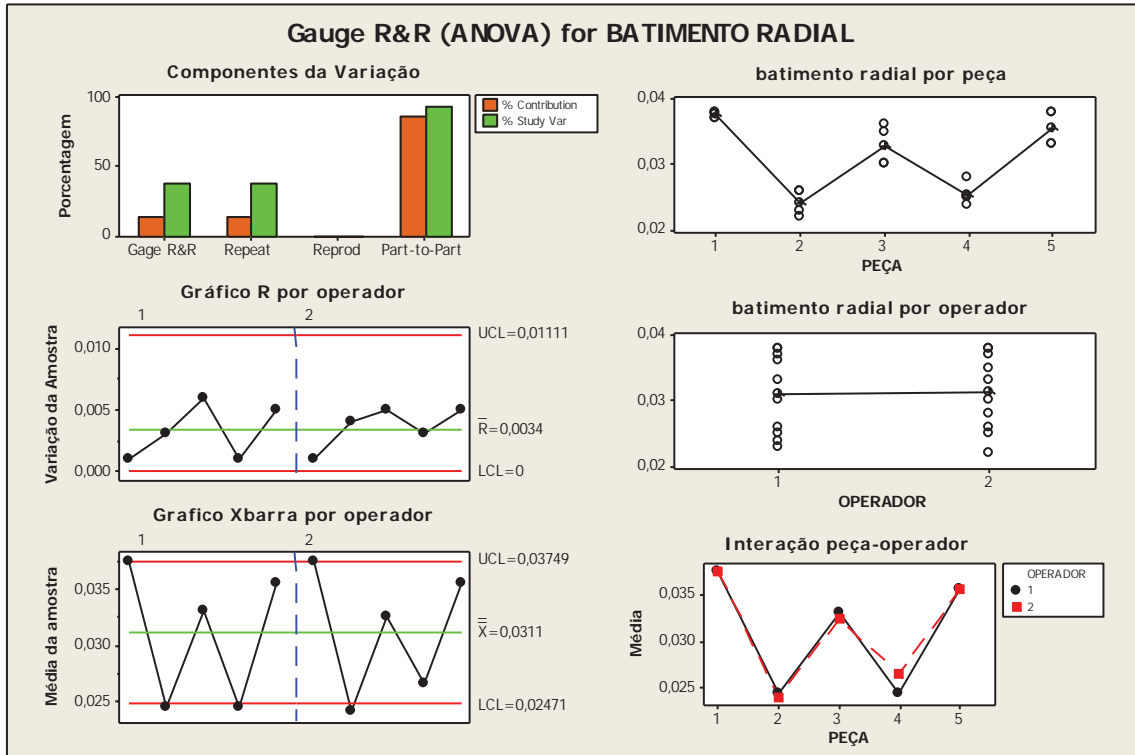 Gauge R&R (ANOVA) for BATIMENTO RADIAL
Componentes da Variação
Porcentagem
100
50
0
Gage R&R Repeat Reprod Part-to-Part
% Contribution
% Study Var
Gráfico R por operador
1 2
Variação da Amostra
0,010
0,005
0,000
UCL=0,01111
R=0,0034
LCL=0
Grafico Xbarra por operador
1 2
Média da amostra
0,035
0,030
0,025
UCL=0,03749
X=0,0311
LCL=0,02471
batimento radial por peça
0,04
0,03
0,02
1 2 3 4 5
PEÇA
batimento radial por operador
0,04
0,03
0,02
1 2
OPERADOR
Interação peça-operador
Média
0,035
0,030
0,025
1 2 3 4 5
PEÇA
OPERADOR
1
2